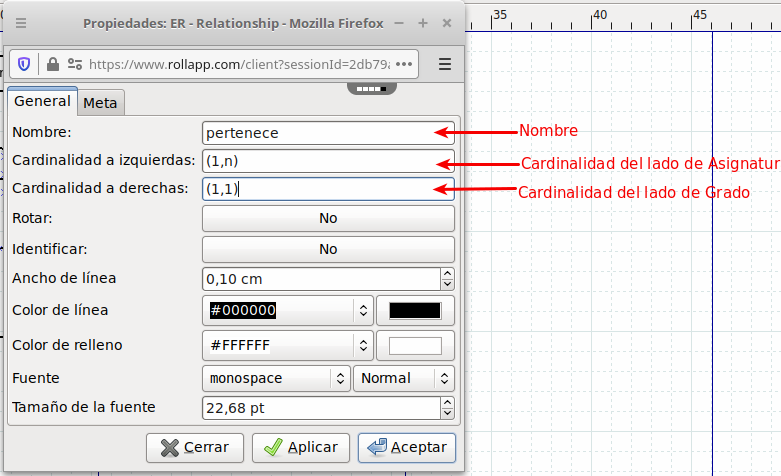 Propiedades: ER - Relationship - Mozilla Firefox
https://www.rollapp.com/client?sessionId=2db79a
General Meta
Nombre: pertenece
Cardinalidad a izquierdas: (1,n)
Cardinalidad a derechas: (1,1)
Rotar: No
Identificar: No
Ancho de línea 0,10 cm
Color de línea #000000
Color de relleno #FFFFFF
Fuente monospace Normal
Tamaño de la fuente 22,68 pt
Cerrar Aplicar Aceptar
35 40 45
Nombre
Cardinalidad del lado de Asignatur
Cardinalidad del lado de Grado